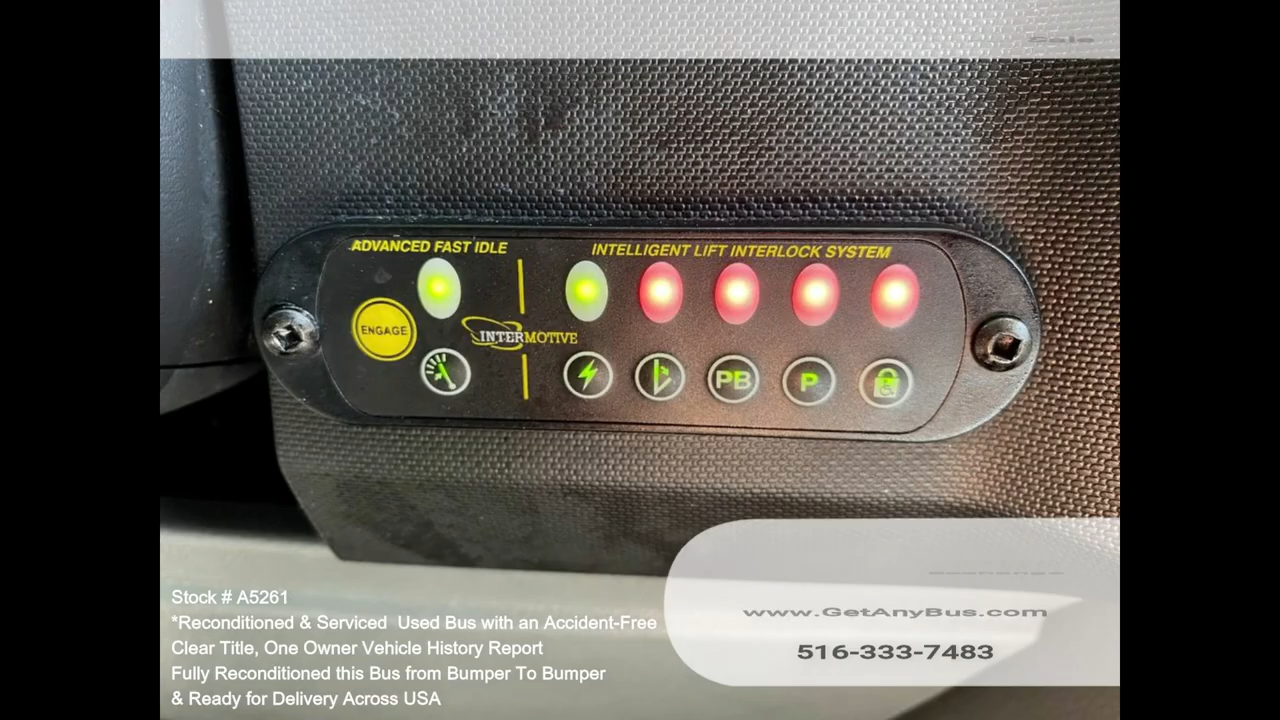 Sale
ADVANCED FAST IDLE
INTELLIGENT LIFT INTERLOCK SYSTEM
ENGAGE
INTERMOTIVE
PB
P
www.GetAnyBus.com
516-333-7483
Stock # A5261
*Reconditioned & Serviced Used Bus with an Accident-Free
Clear Title, One Owner Vehicle History Report
Fully Reconditioned this Bus from Bumper To Bumper
& Ready for Delivery Across USA